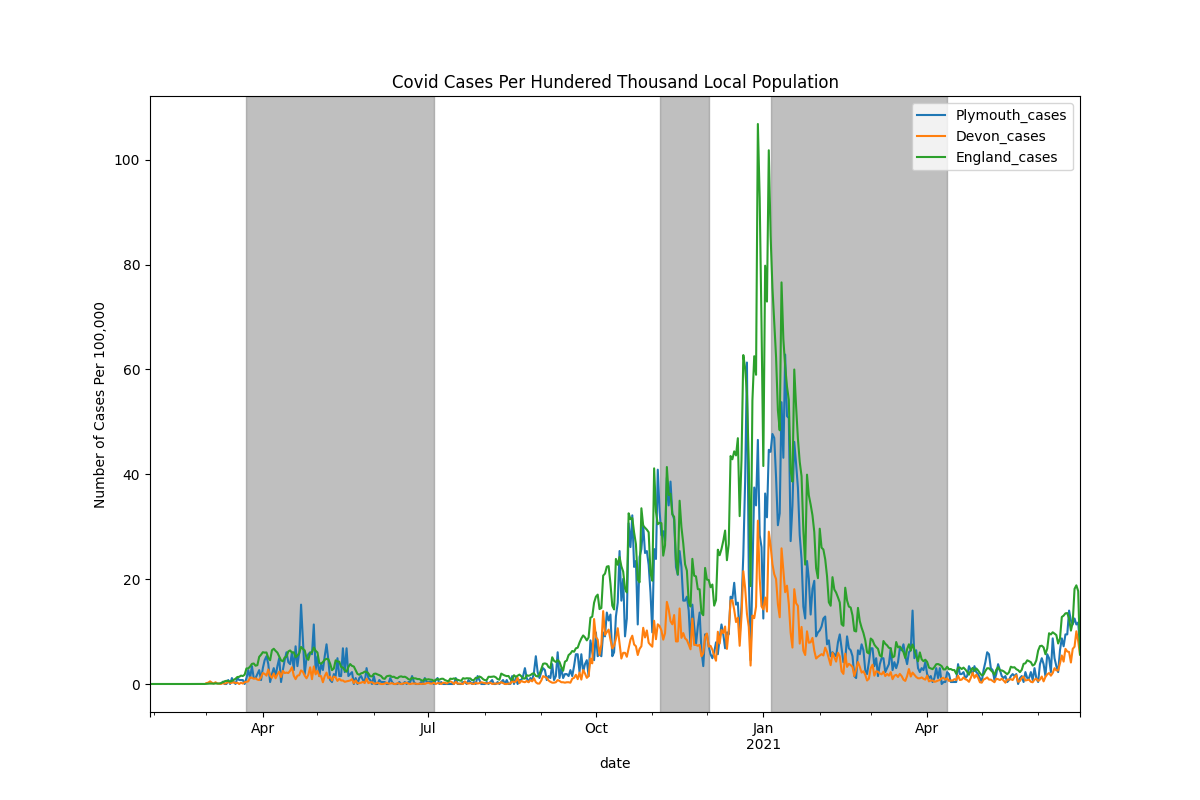 Covid Cases Per Hundered Thousand Local Population
Plymouth_cases
Devon_cases
England_cases
Number of Cases Per 100,000
100
80
60
40
20
0
Apr
Jul
Oct
Jan
2021
Apr
date